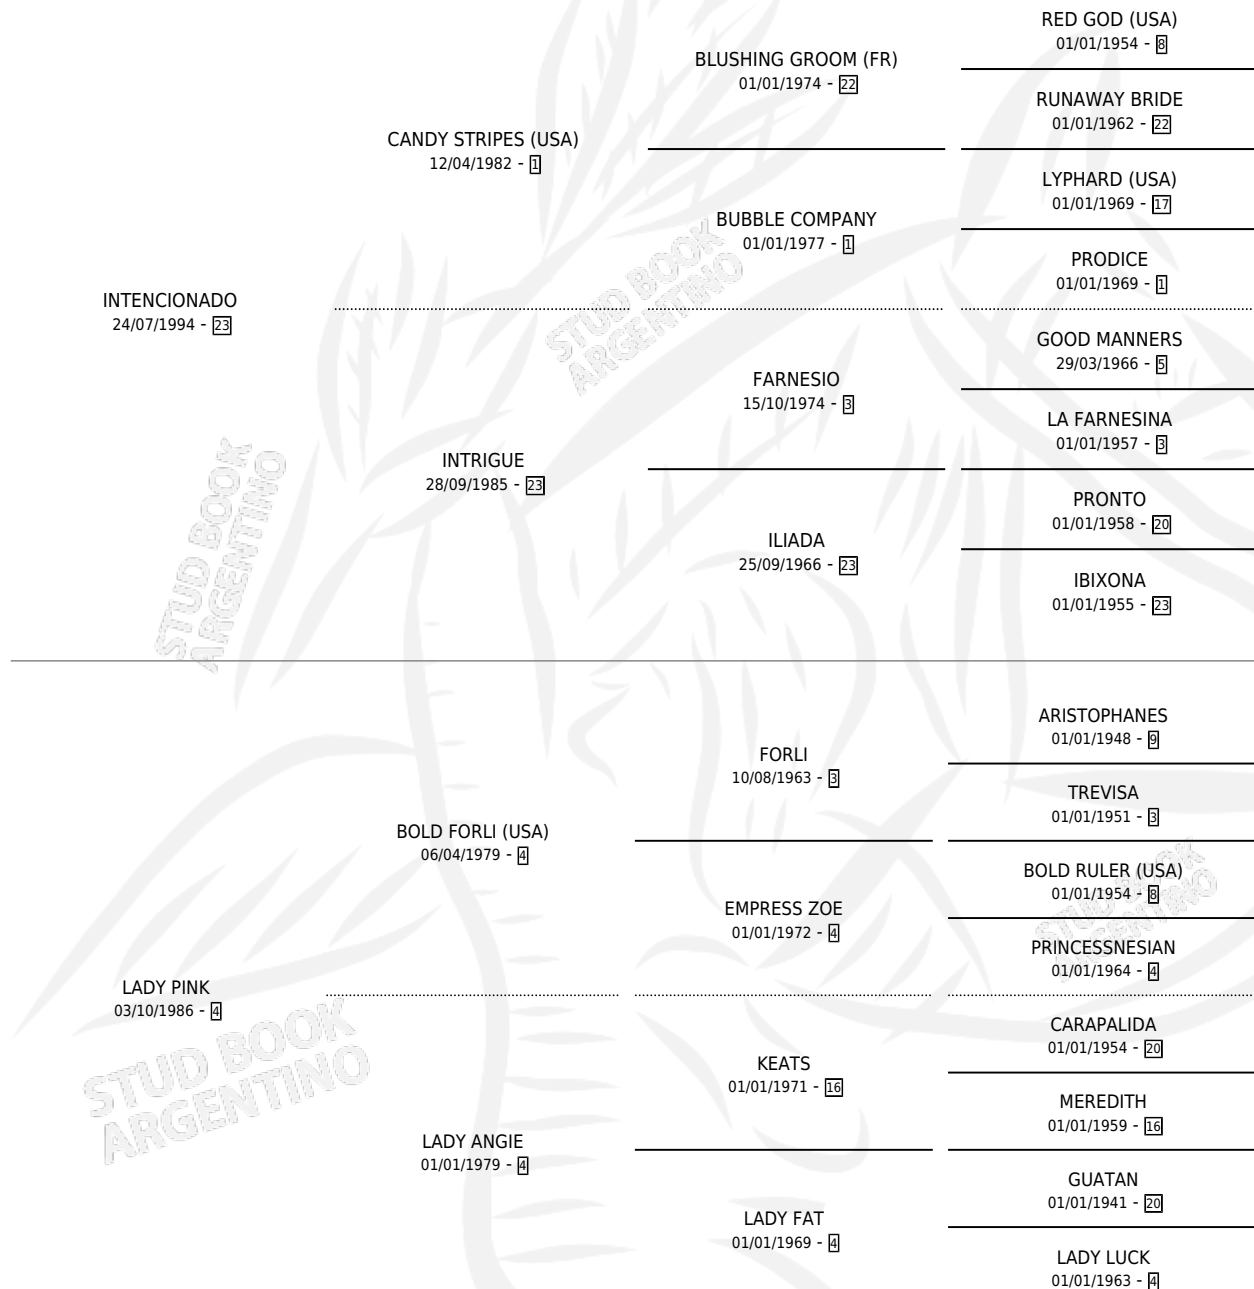 INTENCIONADO
24/07/1994 - 23
CANDY STRIPES (USA)
12/04/1982 - 1
INTRIGUE
28/09/1985 - 23
BLUSHING GROOM (FR)
01/01/1974 - 22
BUBBLE COMPANY
01/01/1977 - 1
FARNESIO
15/10/1974 - 3
ILIADA
25/09/1966 - 23
RED GOD (USA)
01/01/1954 - 8
RUNAWAY BRIDE
01/01/1962 - 22
LYPHARD (USA)
01/01/1969 - 17
PRODICE
01/01/1969 - 1
GOOD MANNERS
29/03/1966 - 5
LA FARNESINA
01/01/1957 - 3
PRONTO
01/01/1958 - 20
IBIXONA
01/01/1955 - 23
LADY PINK
03/10/1986 - 4
BOLD FORLI (USA)
06/04/1979 - 4
LADY ANGIE
01/01/1979 - 4
FORLI
10/08/1963 - 3
EMPRESS ZOE
01/01/1972 - 4
KEATS
01/01/1971 - 16
LADY FAT
01/01/1969 - 4
ARISTOPHANES
01/01/1948 - 9
TREVISA
01/01/1951 - 3
BOLD RULER (USA)
01/01/1954 - 8
PRINCESSNESIAN
01/01/1964 - 4
CARAPALIDA
01/01/1954 - 20
MEREDITH
01/01/1959 - 16
GUATAN
01/01/1941 - 20
LADY LUCK
01/01/1963 - 4
STUD BOOK
ARGENTINO
STUD BOOK
ARGENTINO
STUD BOOK
ARGENTINO
STUD BOOK
ARGENTINO